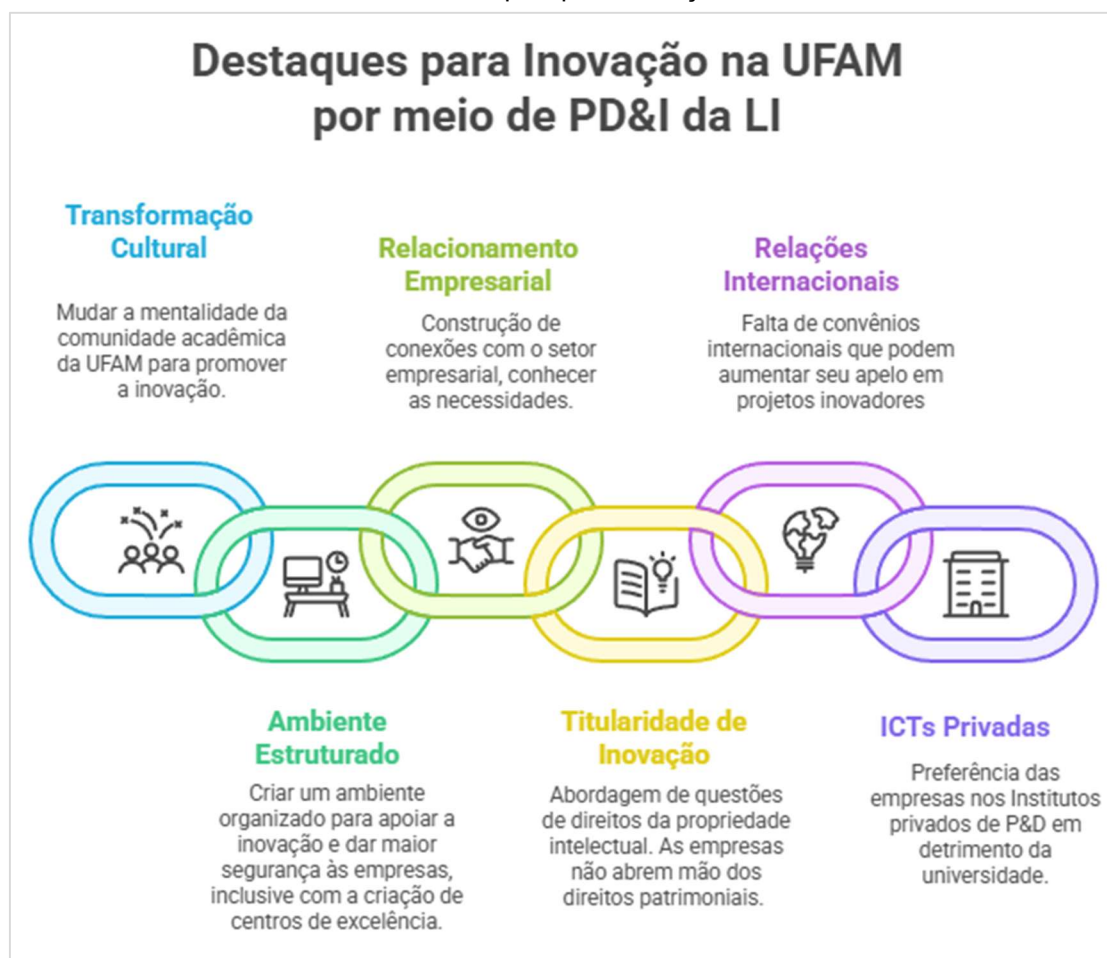 Destaques para Inovação na UFAM
por meio de PD&I da LI
Transformação
Cultural
Mudar a mentalidade da
comunidade acadêmica
da UFAM para promover
a inovação.
Relacionamento
Empresarial
Construção de
conexões com o setor
empresarial, conhecer
as necessidades.
Relações
Internacionais
Falta de convênios
internacionais que podem
aumentar seu apelo em
projetos inovadores
Ambiente
Estruturado
Criar um ambiente
organizado para apoiar a
inovação e dar maior
segurança às empresas,
inclusive com a criação de
centros de excelência.
Titularidade de
Inovação
Abordagem de questões
de direitos da propriedade
intelectual. As empresas
não abrem mão dos
direitos patrimoniais.
ICTs Privadas
Preferência das
empresas nos Institutos
privados de P&D em
detrimento da
universidade.